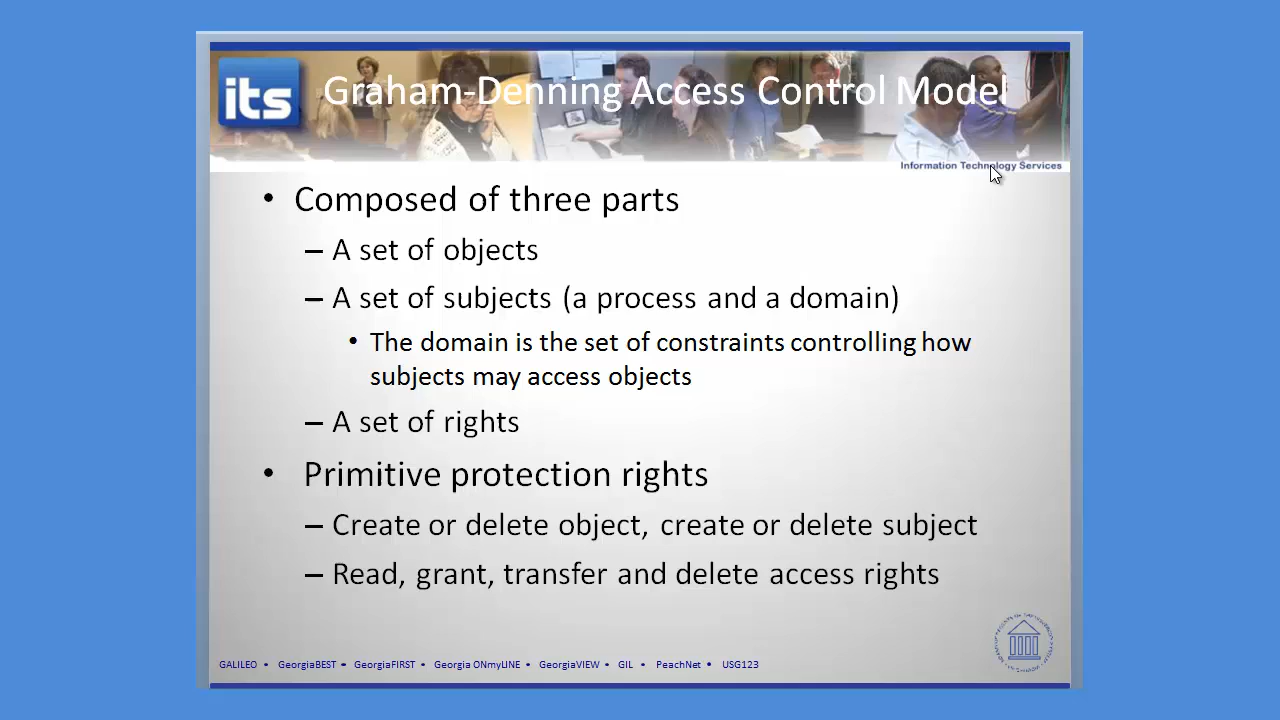 its
Graham-Denning Access Control Model
Information Technology Services
• Composed of three parts
– A set of objects
– A set of subjects (a process and a domain)
• The domain is the set of constraints controlling how
subjects may access objects
– A set of rights
• Primitive protection rights
– Create or delete object, create or delete subject
– Read, grant, transfer and delete access rights
GALILEO • GeorgiaBEST • GeorgiaFIRST • Georgia ONmyLINE • GeorgiaVIEW • GIL • PeachNet • USG123